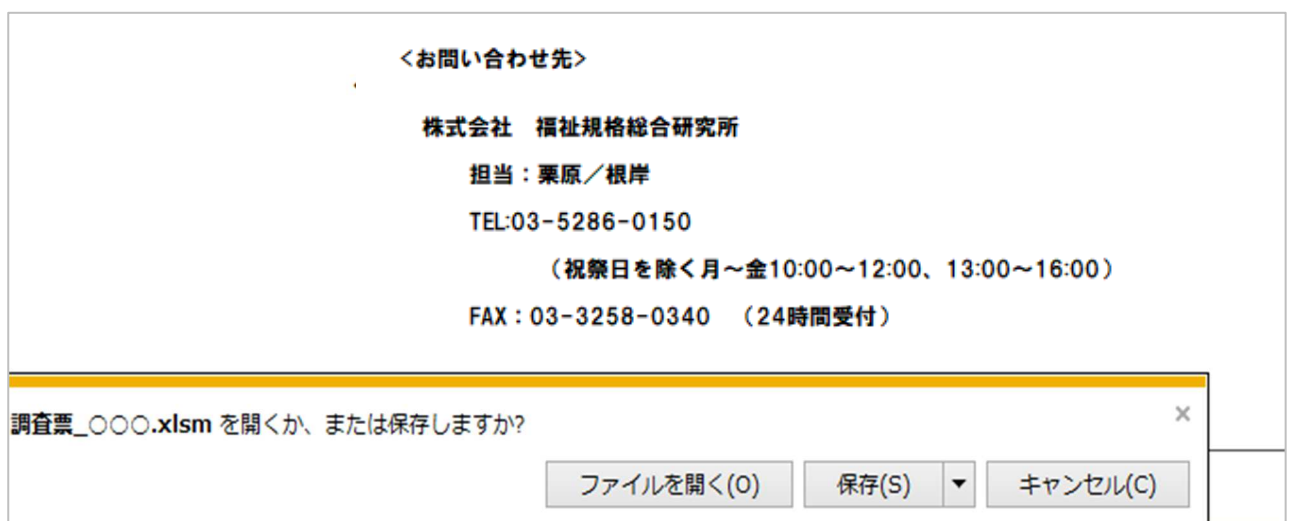 <お問い合わせ先>
株式会社　福祉規格総合研究所
担当：栗原／根岸
TEL:03-5286-0150
（祝祭日を除く月～金10:00～12:00、13:00～16:00）
FAX：03-3258-0340　（24時間受付）
調査票_○○○.xlsm を開くか、または保存しますか?
×
ファイルを開く(O)　保存(S)　▼　キャンセル(C)